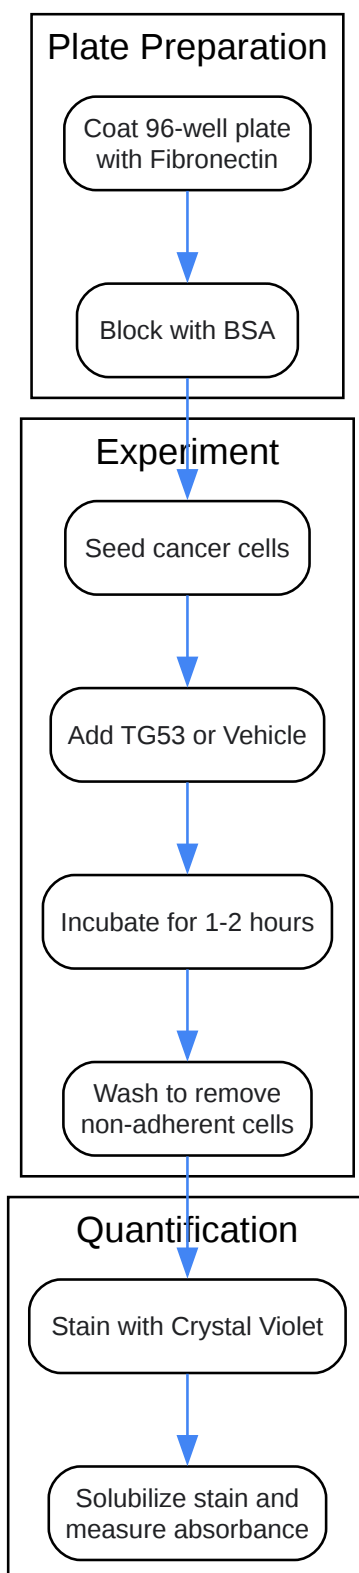 Plate Preparation
Coat 96-well plate
with Fibronectin
Block with BSA
Experiment
Seed cancer cells
Add TG53 or Vehicle
Incubate for 1-2 hours
Wash to remove
non-adherent cells
Quantification
Stain with Crystal Violet
Solubilize stain and
measure absorbance